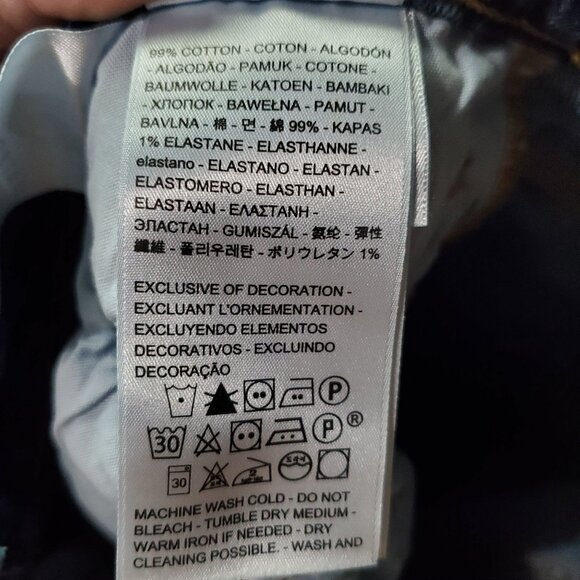 99% COTTON - COTON - ALGODÓN
- ALGODÃO - PAMUK - COTONE -
BAUMWOLLE - KATOEN - BAMBAKI
- ХЛОПОК - BAWEŁNA - PAMUT -
BAVLNA - 棉 - 면 - 綿 99% - KAPAS
1% ELASTANE - ELASTHANNE -
elastano - ELASTANO - ELASTAN -
ELASTOMERO - ELASTHAN -
ELASTAAN - ΕΛΑΣΤΑΝΗ -
ЭЛАСТАН - GUMISZÁL - 氨纶 - 彈性
纖維 - 폴리우레탄 - ポリウレタン 1%
EXCLUSIVE OF DECORATION -
EXCLUANT L'ORNEMENTATION -
EXCLUYENDO ELEMENTOS
DECORATIVOS - EXCLUINDO
DECORAÇÃO
P
30 P ®
30
MACHINE WASH COLD - DO NOT
BLEACH - TUMBLE DRY MEDIUM -
WARM IRON IF NEEDED - DRY
CLEANING POSSIBLE. - WASH AND